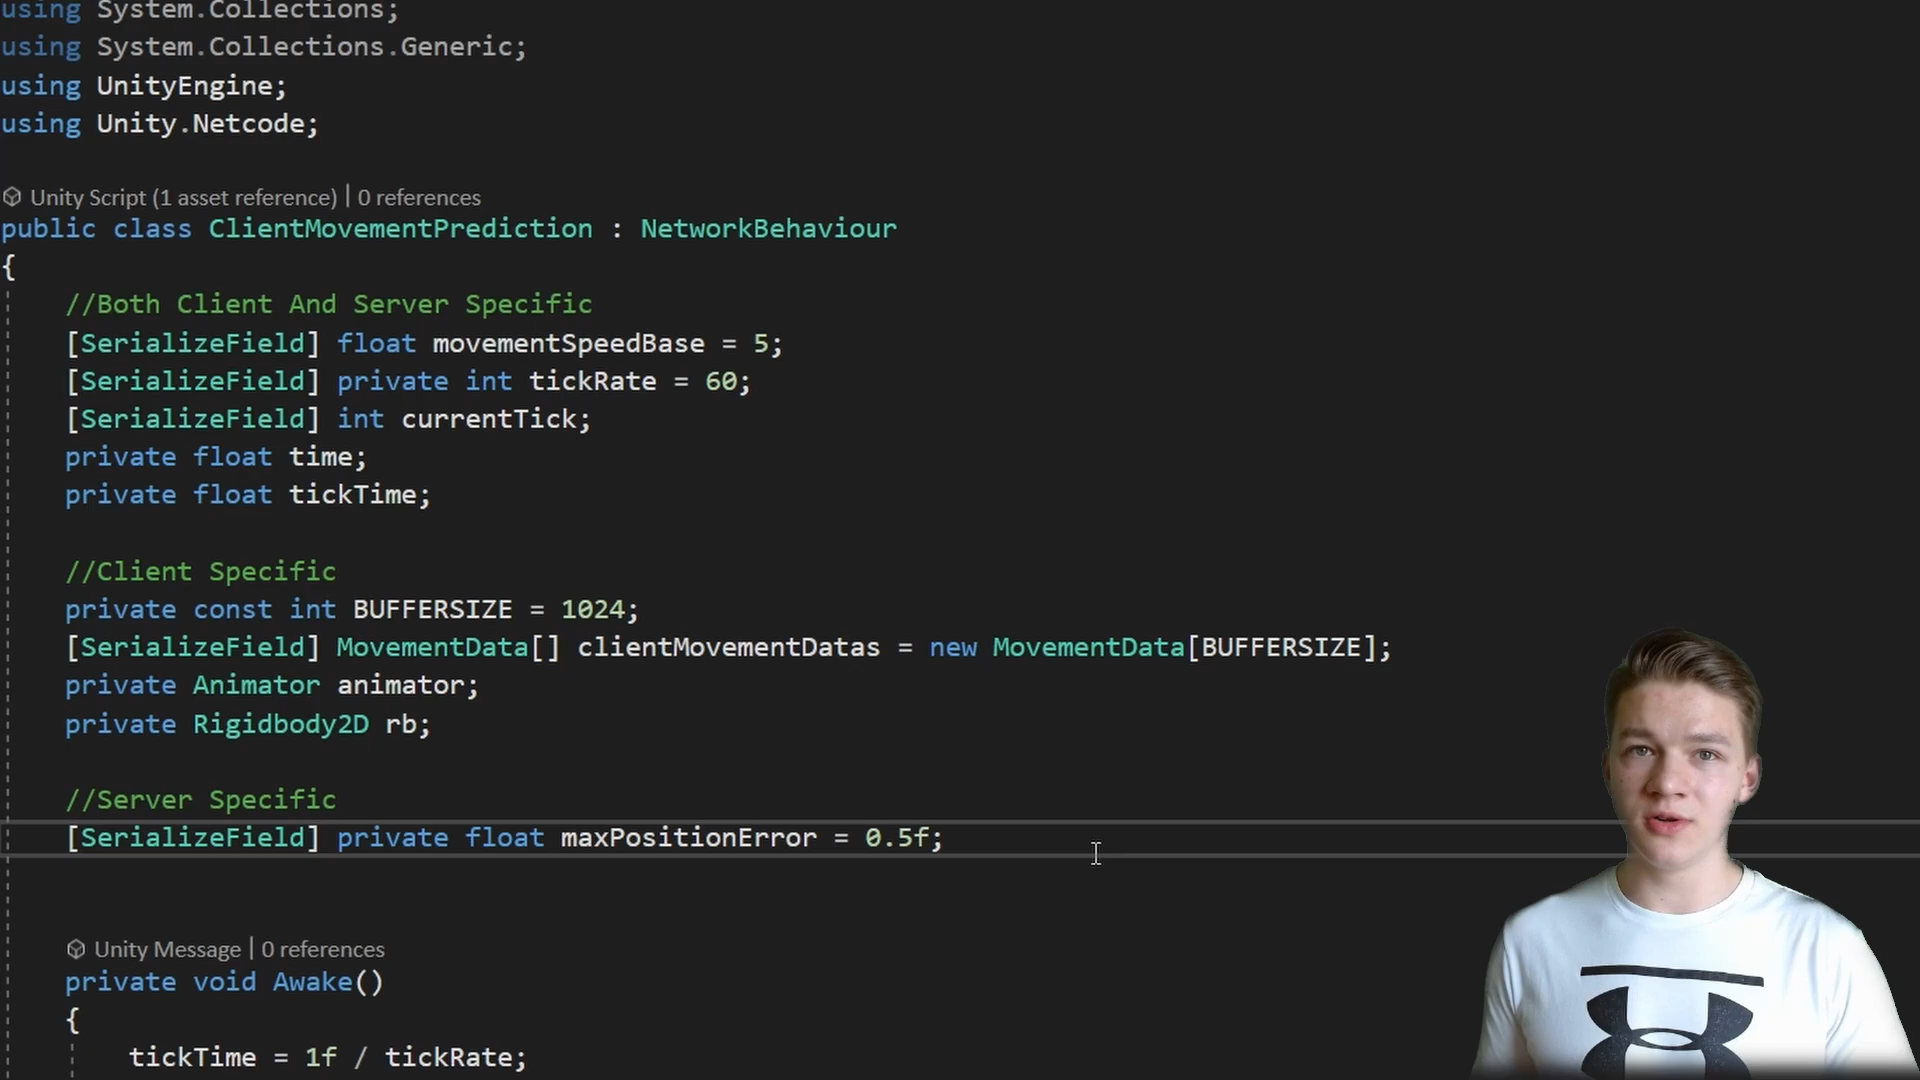 using System.Collections;
using System.Collections.Generic;
using UnityEngine;
using Unity.Netcode;
Unity Script (1 asset reference) | 0 references
public class ClientMovementPrediction : NetworkBehaviour
{
//Both Client And Server Specific
[SerializeField] float movementSpeedBase = 5;
[SerializeField] private int tickRate = 60;
[SerializeField] int currentTick;
private float time;
private float tickTime;
//Client Specific
private const int BUFFERSIZE = 1024;
[SerializeField] MovementData[] clientMovementDatas = new MovementData[BUFFERSIZE];
private Animator animator;
private Rigidbody2D rb;
//Server Specific
[SerializeField] private float maxPositionError = 0.5f;
Unity Message | 0 references
private void Awake()
{
tickTime = 1f / tickRate;